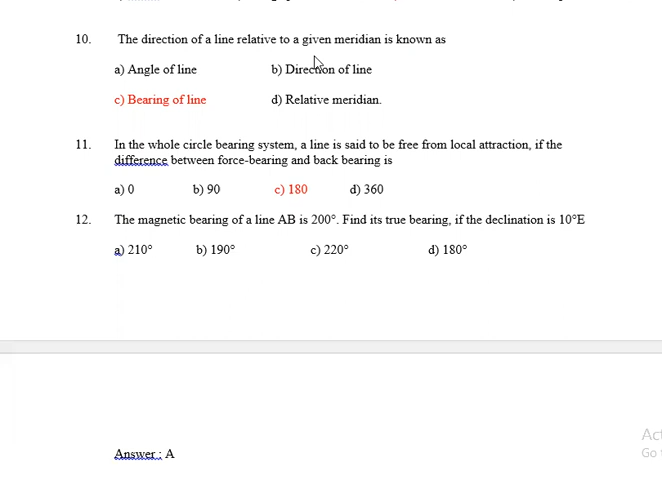 10. The direction of a line relative to a given meridian is known as
a) Angle of line b) Direction of line
c) Bearing of line d) Relative meridian.
11. In the whole circle bearing system, a line is said to be free from local attraction, if the
difference between force-bearing and back bearing is
a) 0 b) 90 c) 180 d) 360
12. The magnetic bearing of a line AB is 200°. Find its true bearing, if the declination is 10°E
a) 210° b) 190° c) 220° d) 180°
Act
Go t
Answer : A